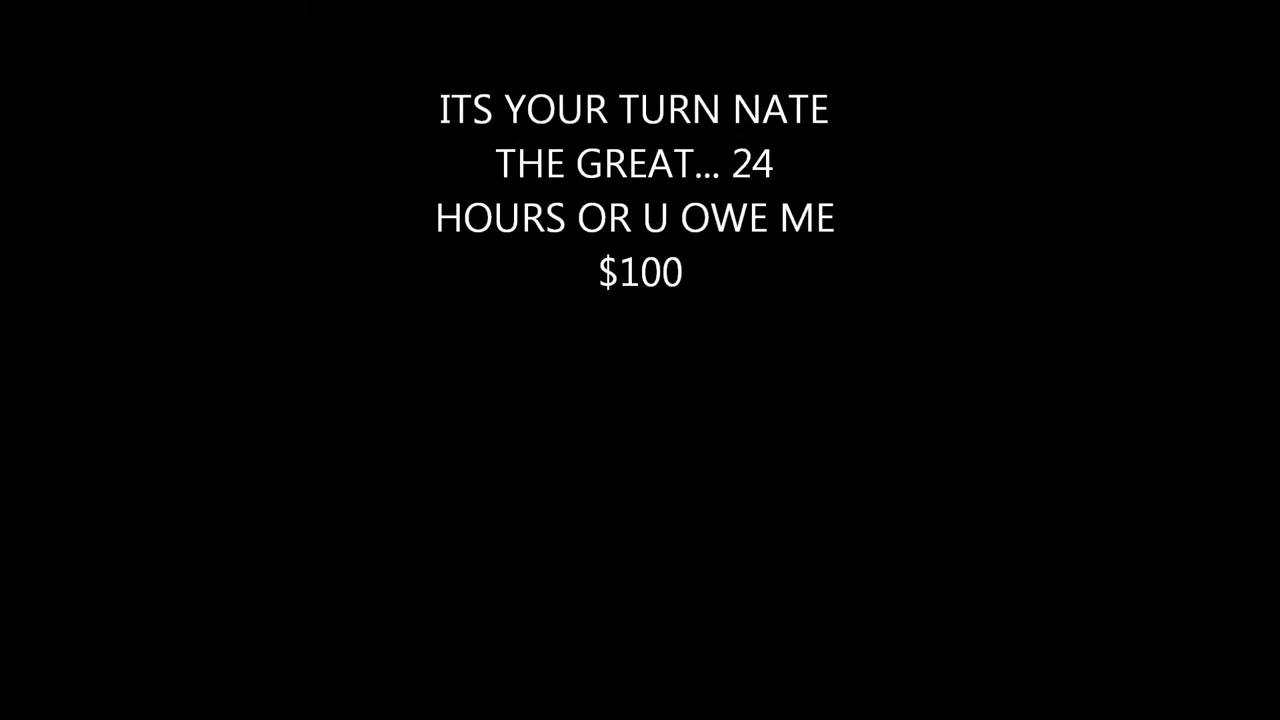 ITS YOUR TURN NATE
THE GREAT... 24
HOURS OR U OWE ME
$100